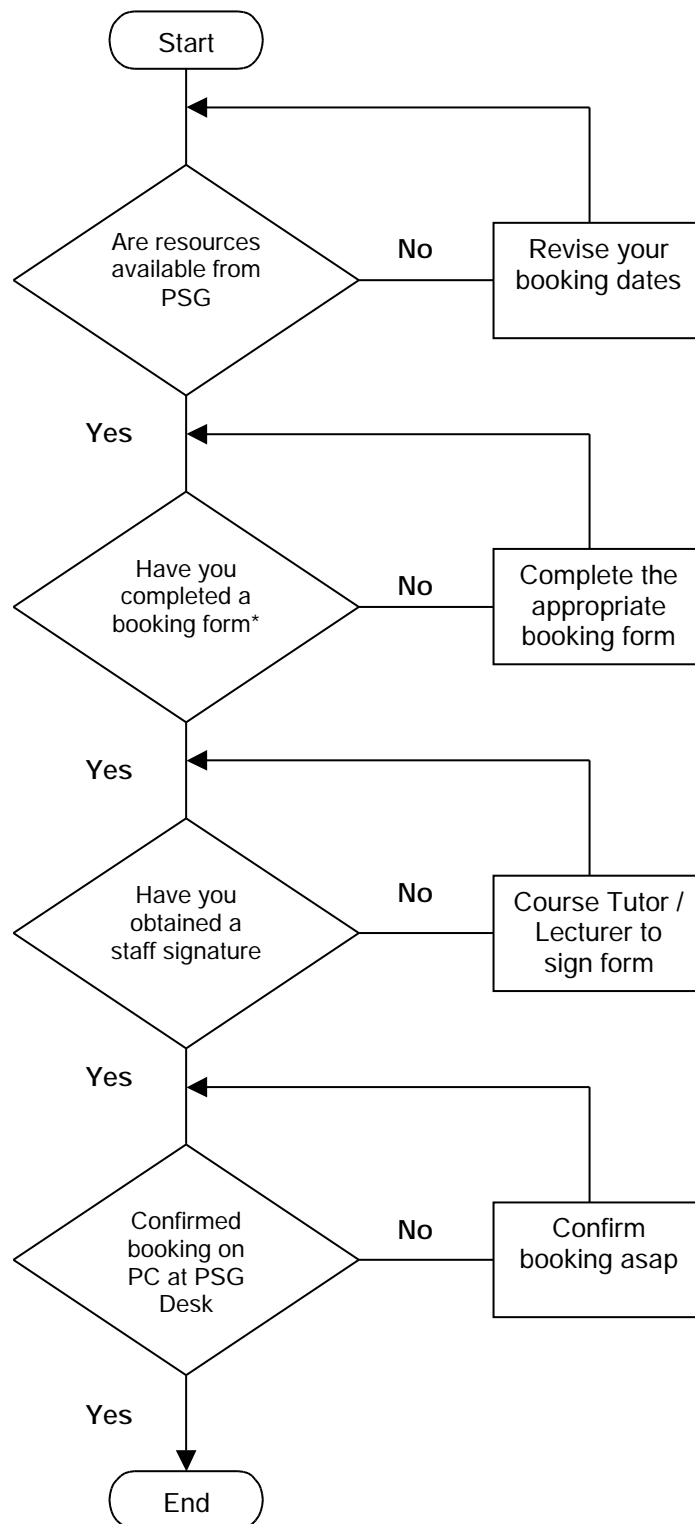 Start
Are resources
available from
PSG
No
Revise your
booking dates
Yes
Have you
completed a
booking form*
No
Complete the
appropriate
booking form
Yes
Have you
obtained a
staff signature
No
Course Tutor /
Lecturer to
sign form
Yes
Confirmed
booking on
PC at PSG
Desk
No
Confirm
booking asap
Yes
End